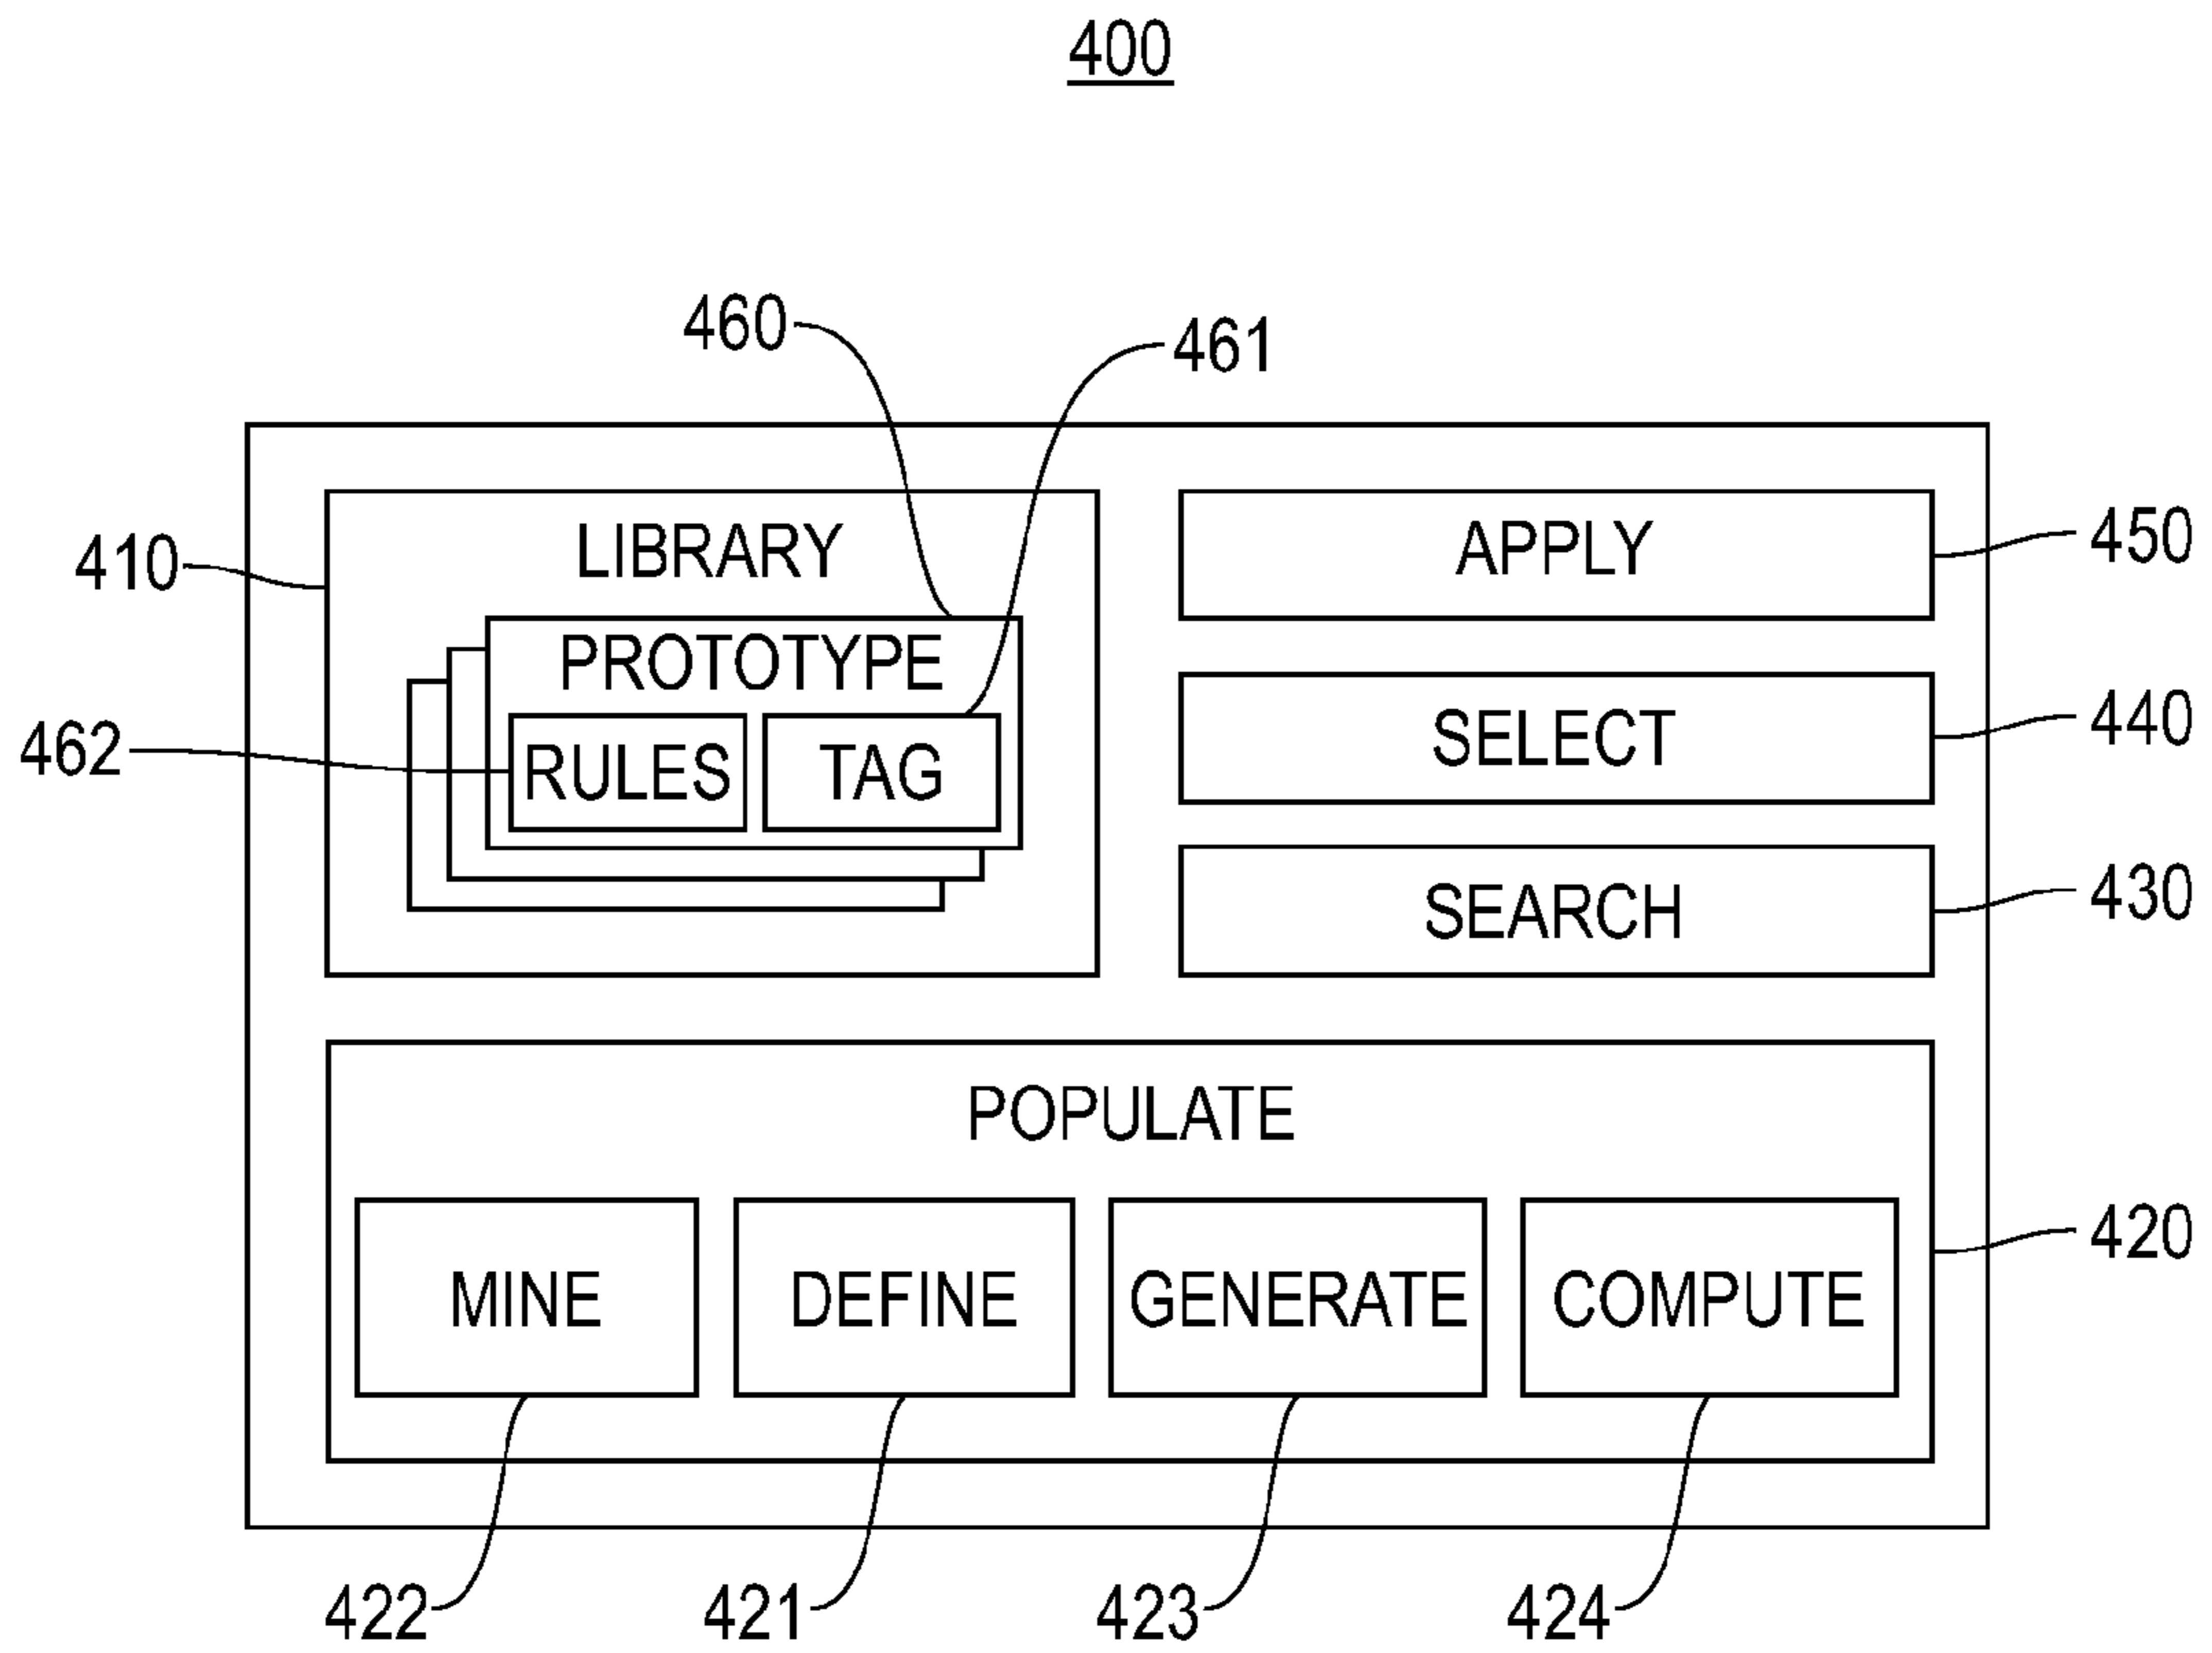 400
460
461
LIBRARY
APPLY
450
410
PROTOTYPE
SELECT
440
462
RULES
TAG
SEARCH
430
POPULATE
420
MINE
DEFINE
GENERATE
COMPUTE
422
421
423
424